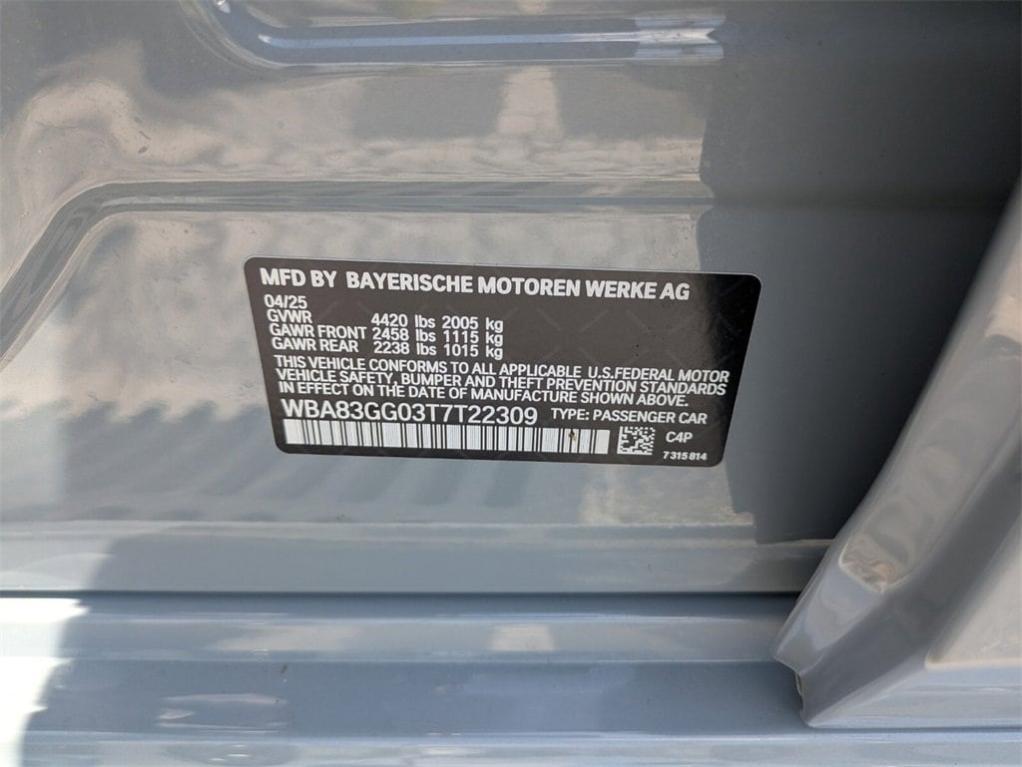 MFD BY BAYERISCHE MOTOREN WERKE AG
04/25
GVWR 4420 lbs 2005 kg
GAWR FRONT 2458 lbs 1115 kg
GAWR REAR 2238 lbs 1015 kg
THIS VEHICLE CONFORMS TO ALL APPLICABLE U.S.FEDERAL MOTOR
VEHICLE SAFETY, BUMPER AND THEFT PREVENTION STANDARDS
IN EFFECT ON THE DATE OF MANUFACTURE SHOWN ABOVE.
WBA83GG03T7T22309 TYPE: PASSENGER CAR
C4P
7 315 814